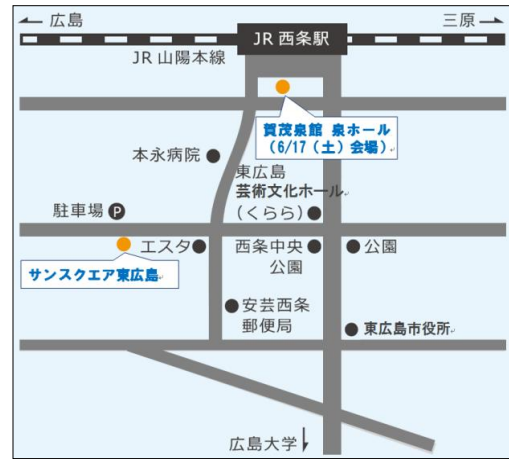 ← 広島
三原 →
JR 西条駅
JR 山陽本線
賀茂泉館 泉ホール
（6/17（土）会場）
本永病院
東広島
芸術文化ホール
(くらら)
駐車場 P
エスタ
西条中央
公園
公園
サンスクエア東広島
安芸西条
郵便局
東広島市役所
広島大学↓